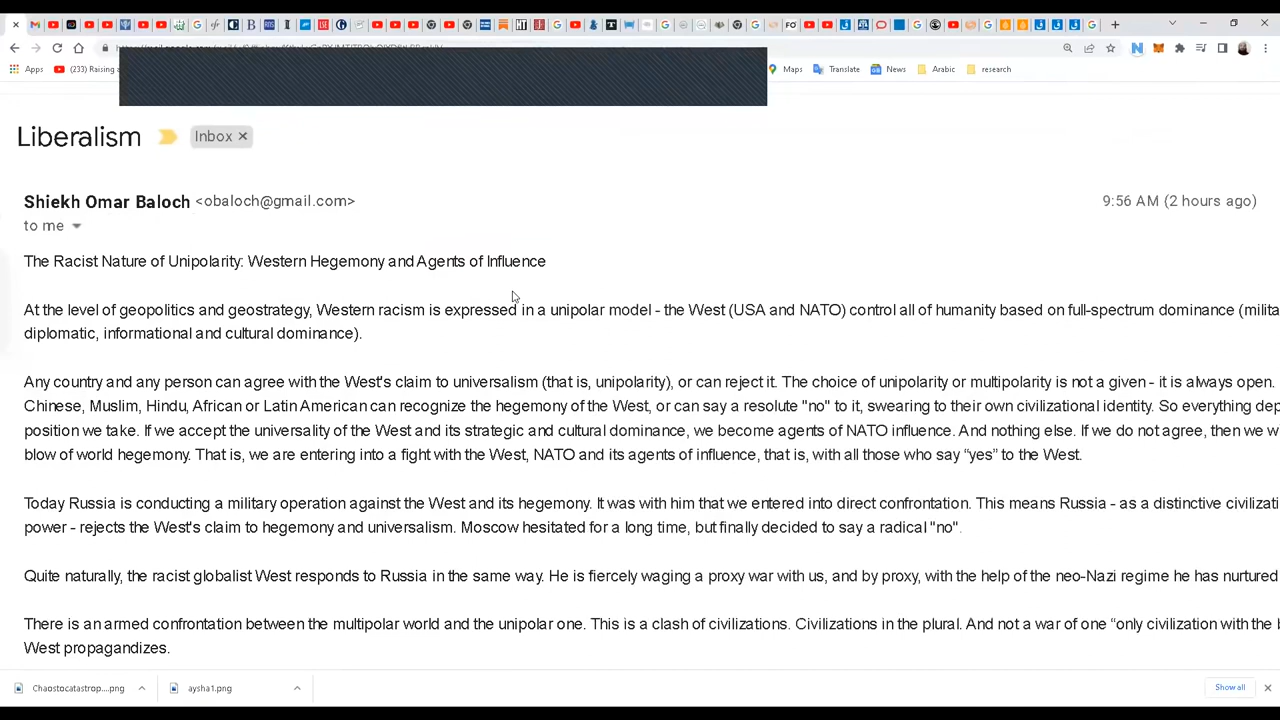 Apps (233) Raising a Maps Translate News Arabic research
Liberalism Inbox ×
Shiekh Omar Baloch <obaloch@gmail.com> 9:56 AM (2 hours ago)
to me
The Racist Nature of Unipolarity: Western Hegemony and Agents of Influence
At the level of geopolitics and geostrategy, Western racism is expressed in a unipolar model - the West (USA and NATO) control all of humanity based on full-spectrum dominance (milita
diplomatic, informational and cultural dominance).
Any country and any person can agree with the West's claim to universalism (that is, unipolarity), or can reject it. The choice of unipolarity or multipolarity is not a given - it is always open.
Chinese, Muslim, Hindu, African or Latin American can recognize the hegemony of the West, or can say a resolute "no" to it, swearing to their own civilizational identity. So everything dep
position we take. If we accept the universality of the West and its strategic and cultural dominance, we become agents of NATO influence. And nothing else. If we do not agree, then we w
blow of world hegemony. That is, we are entering into a fight with the West, NATO and its agents of influence, that is, with all those who say “yes” to the West.
Today Russia is conducting a military operation against the West and its hegemony. It was with him that we entered into direct confrontation. This means Russia - as a distinctive civilizati
power - rejects the West's claim to hegemony and universalism. Moscow hesitated for a long time, but finally decided to say a radical "no".
Quite naturally, the racist globalist West responds to Russia in the same way. He is fiercely waging a proxy war with us, and by proxy, with the help of the neo-Nazi regime he has nurtured
There is an armed confrontation between the multipolar world and the unipolar one. This is a clash of civilizations. Civilizations in the plural. And not a war of one “only civilization with the b
West propagandizes.
Chaostocatastrop....png aysha1.png Show all